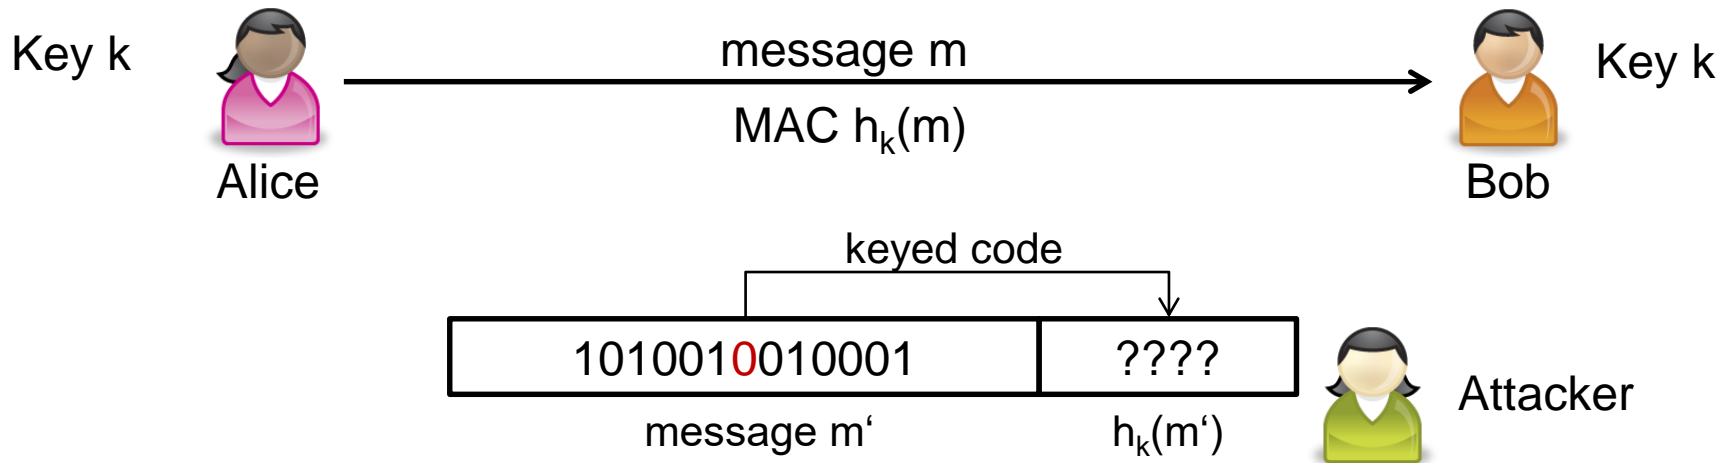 Key k
message m
Key k
MAC hₖ(m)
Alice
Bob
keyed code
1010010010001
????
Attacker
message m‘
hₖ(m‘)